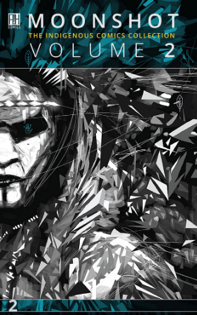 MOONSHOT
THE INDIGENOUS COMICS COLLECTION
VOLUME 2
2